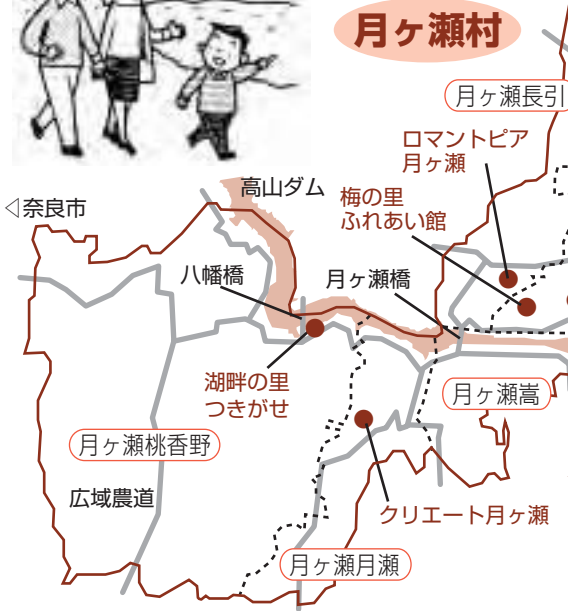 月ヶ瀬村
月ヶ瀬長引
ロマントピア
月ヶ瀬
高山ダム
梅の里
ふれあい館
◁奈良市
八幡橋
月ヶ瀬橋
湖畔の里
つきがせ
月ヶ瀬嵩
月ヶ瀬桃香野
広域農道
クリエート月ヶ瀬
月ヶ瀬月瀬